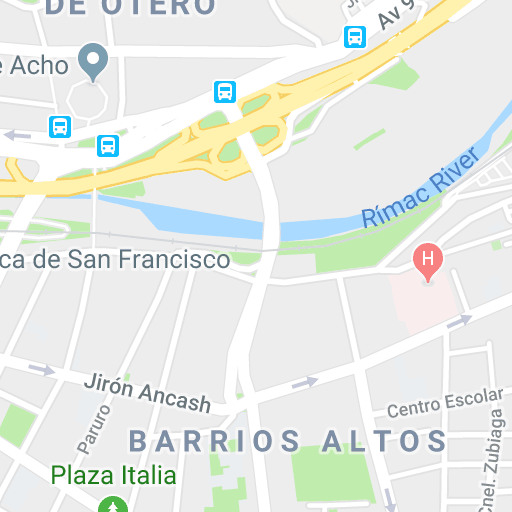 DE OTERO
Av 9
e Acho
Rímac River
ca de San Francisco
H
Jirón Ancash
Centro Escolar
Paruro
BARRIOS ALTOS
Cnel. Zubiaga
Plaza Italia